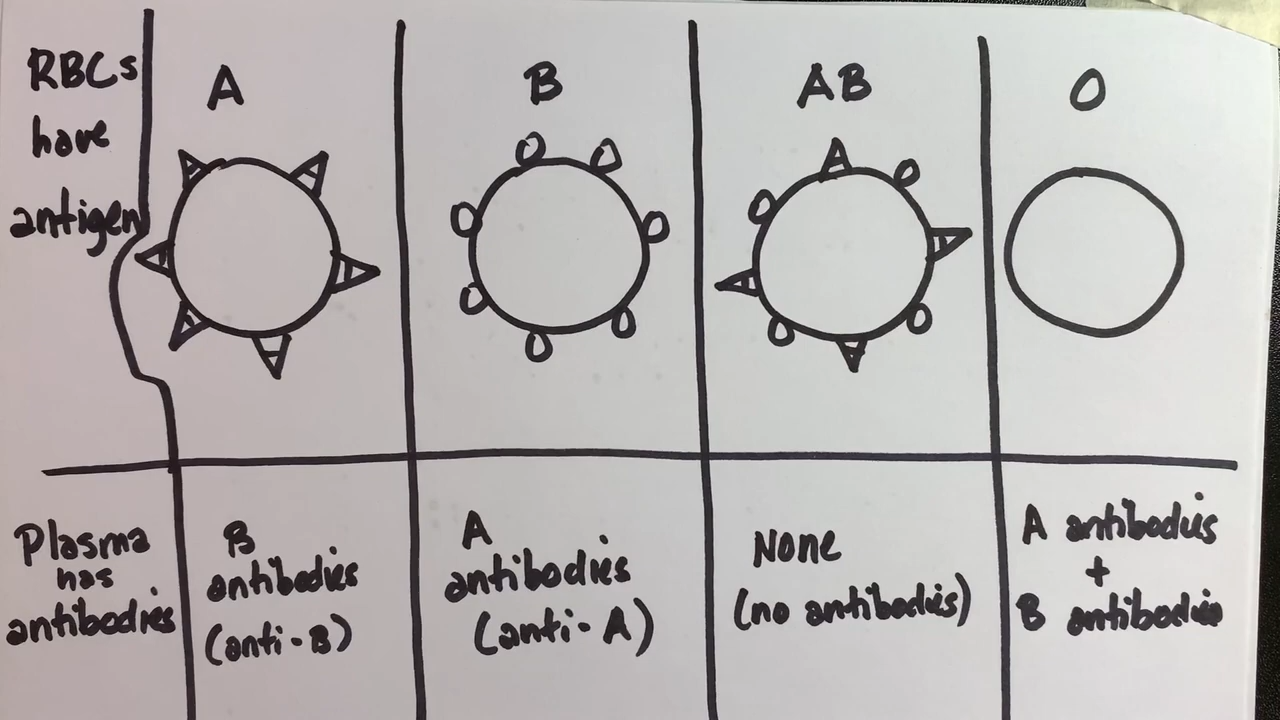 RBCs
have
antigen
A
B
AB
O
Plasma
has
antibodies
B
antibodies
(anti-B)
A
antibodies
(anti-A)
None
(no antibodies)
A antibodies
+
B antibodies